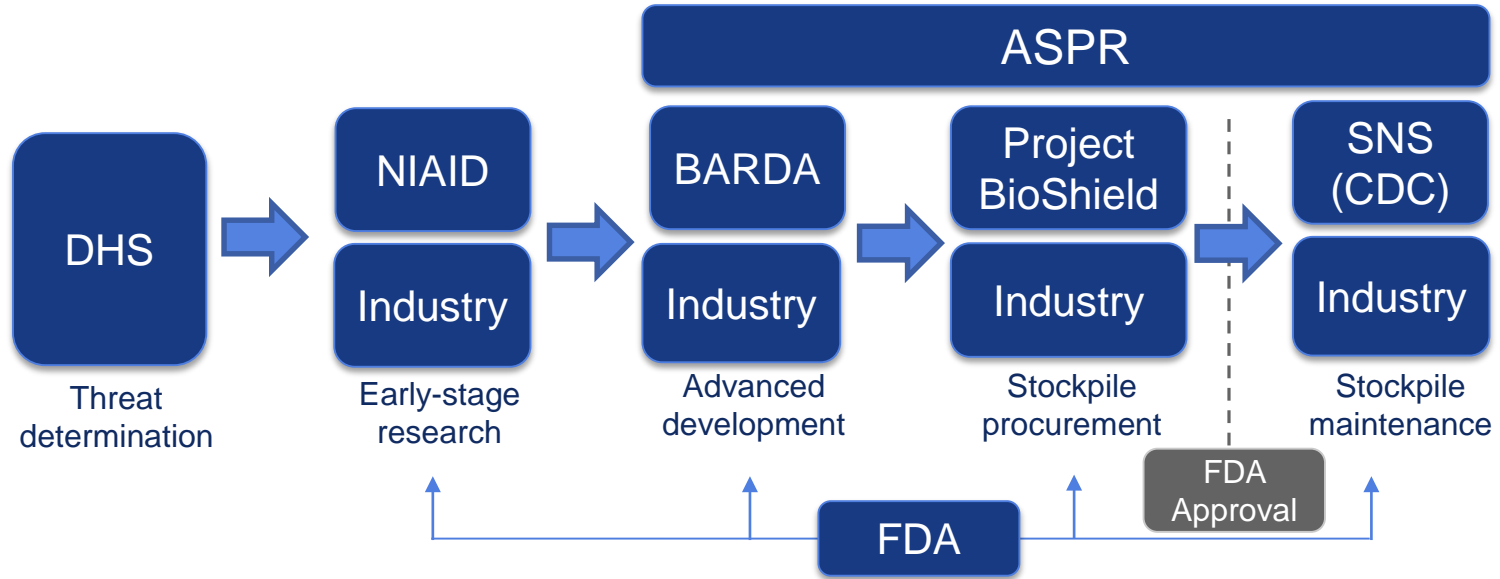 ASPR
DHS
Threat
determination
NIAID
Industry
Early-stage
research
BARDA
Industry
Advanced
development
Project
BioShield
Industry
Stockpile
procurement
SNS
(CDC)
Industry
Stockpile
maintenance
FDA
Approval
FDA